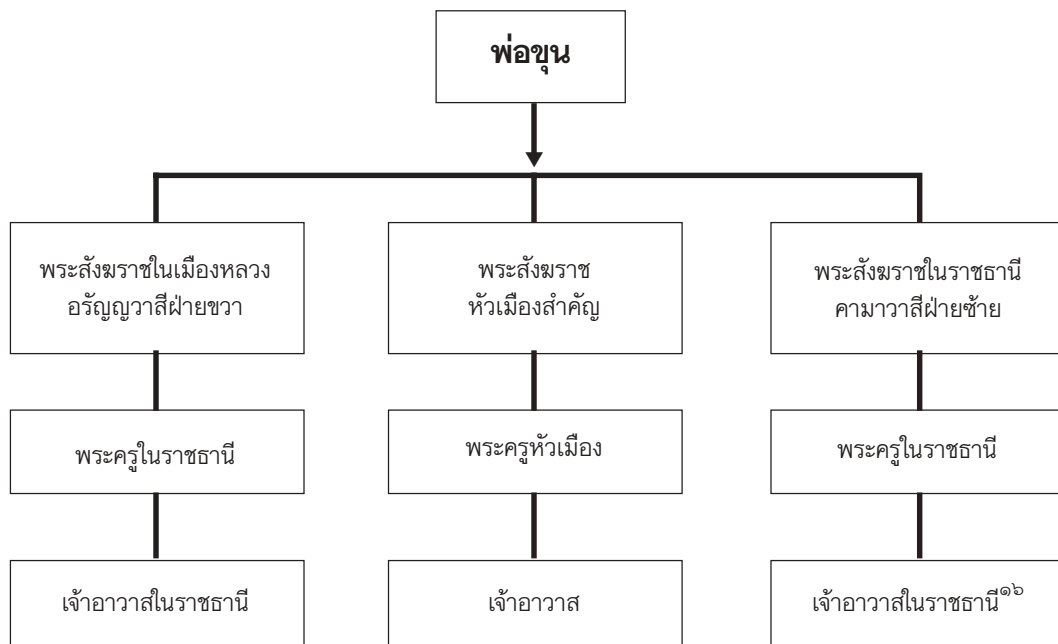 พ่อขุน
พระสังฆราชในเมืองหลวง
อรัญญวาสีฝ่ายขวา
พระสังฆราช
หัวเมืองสำคัญ
พระสังฆราชในราชธานี
คามาวาสีฝ่ายซ้าย
พระครูในราชธานี
พระครูหัวเมือง
พระครูในราชธานี
เจ้าอาวาสในราชธานี
เจ้าอาวาส
เจ้าอาวาสในราชธานี๑๖